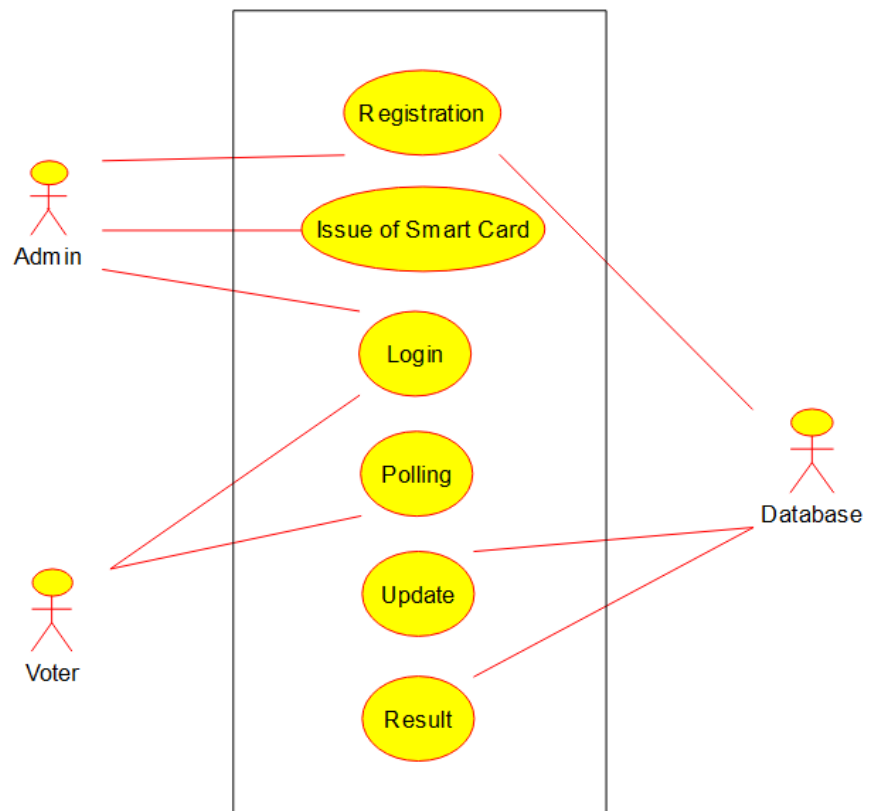 Registration
Issue of Smart Card
Admin
Login
Polling
Database
Update
Voter
Result